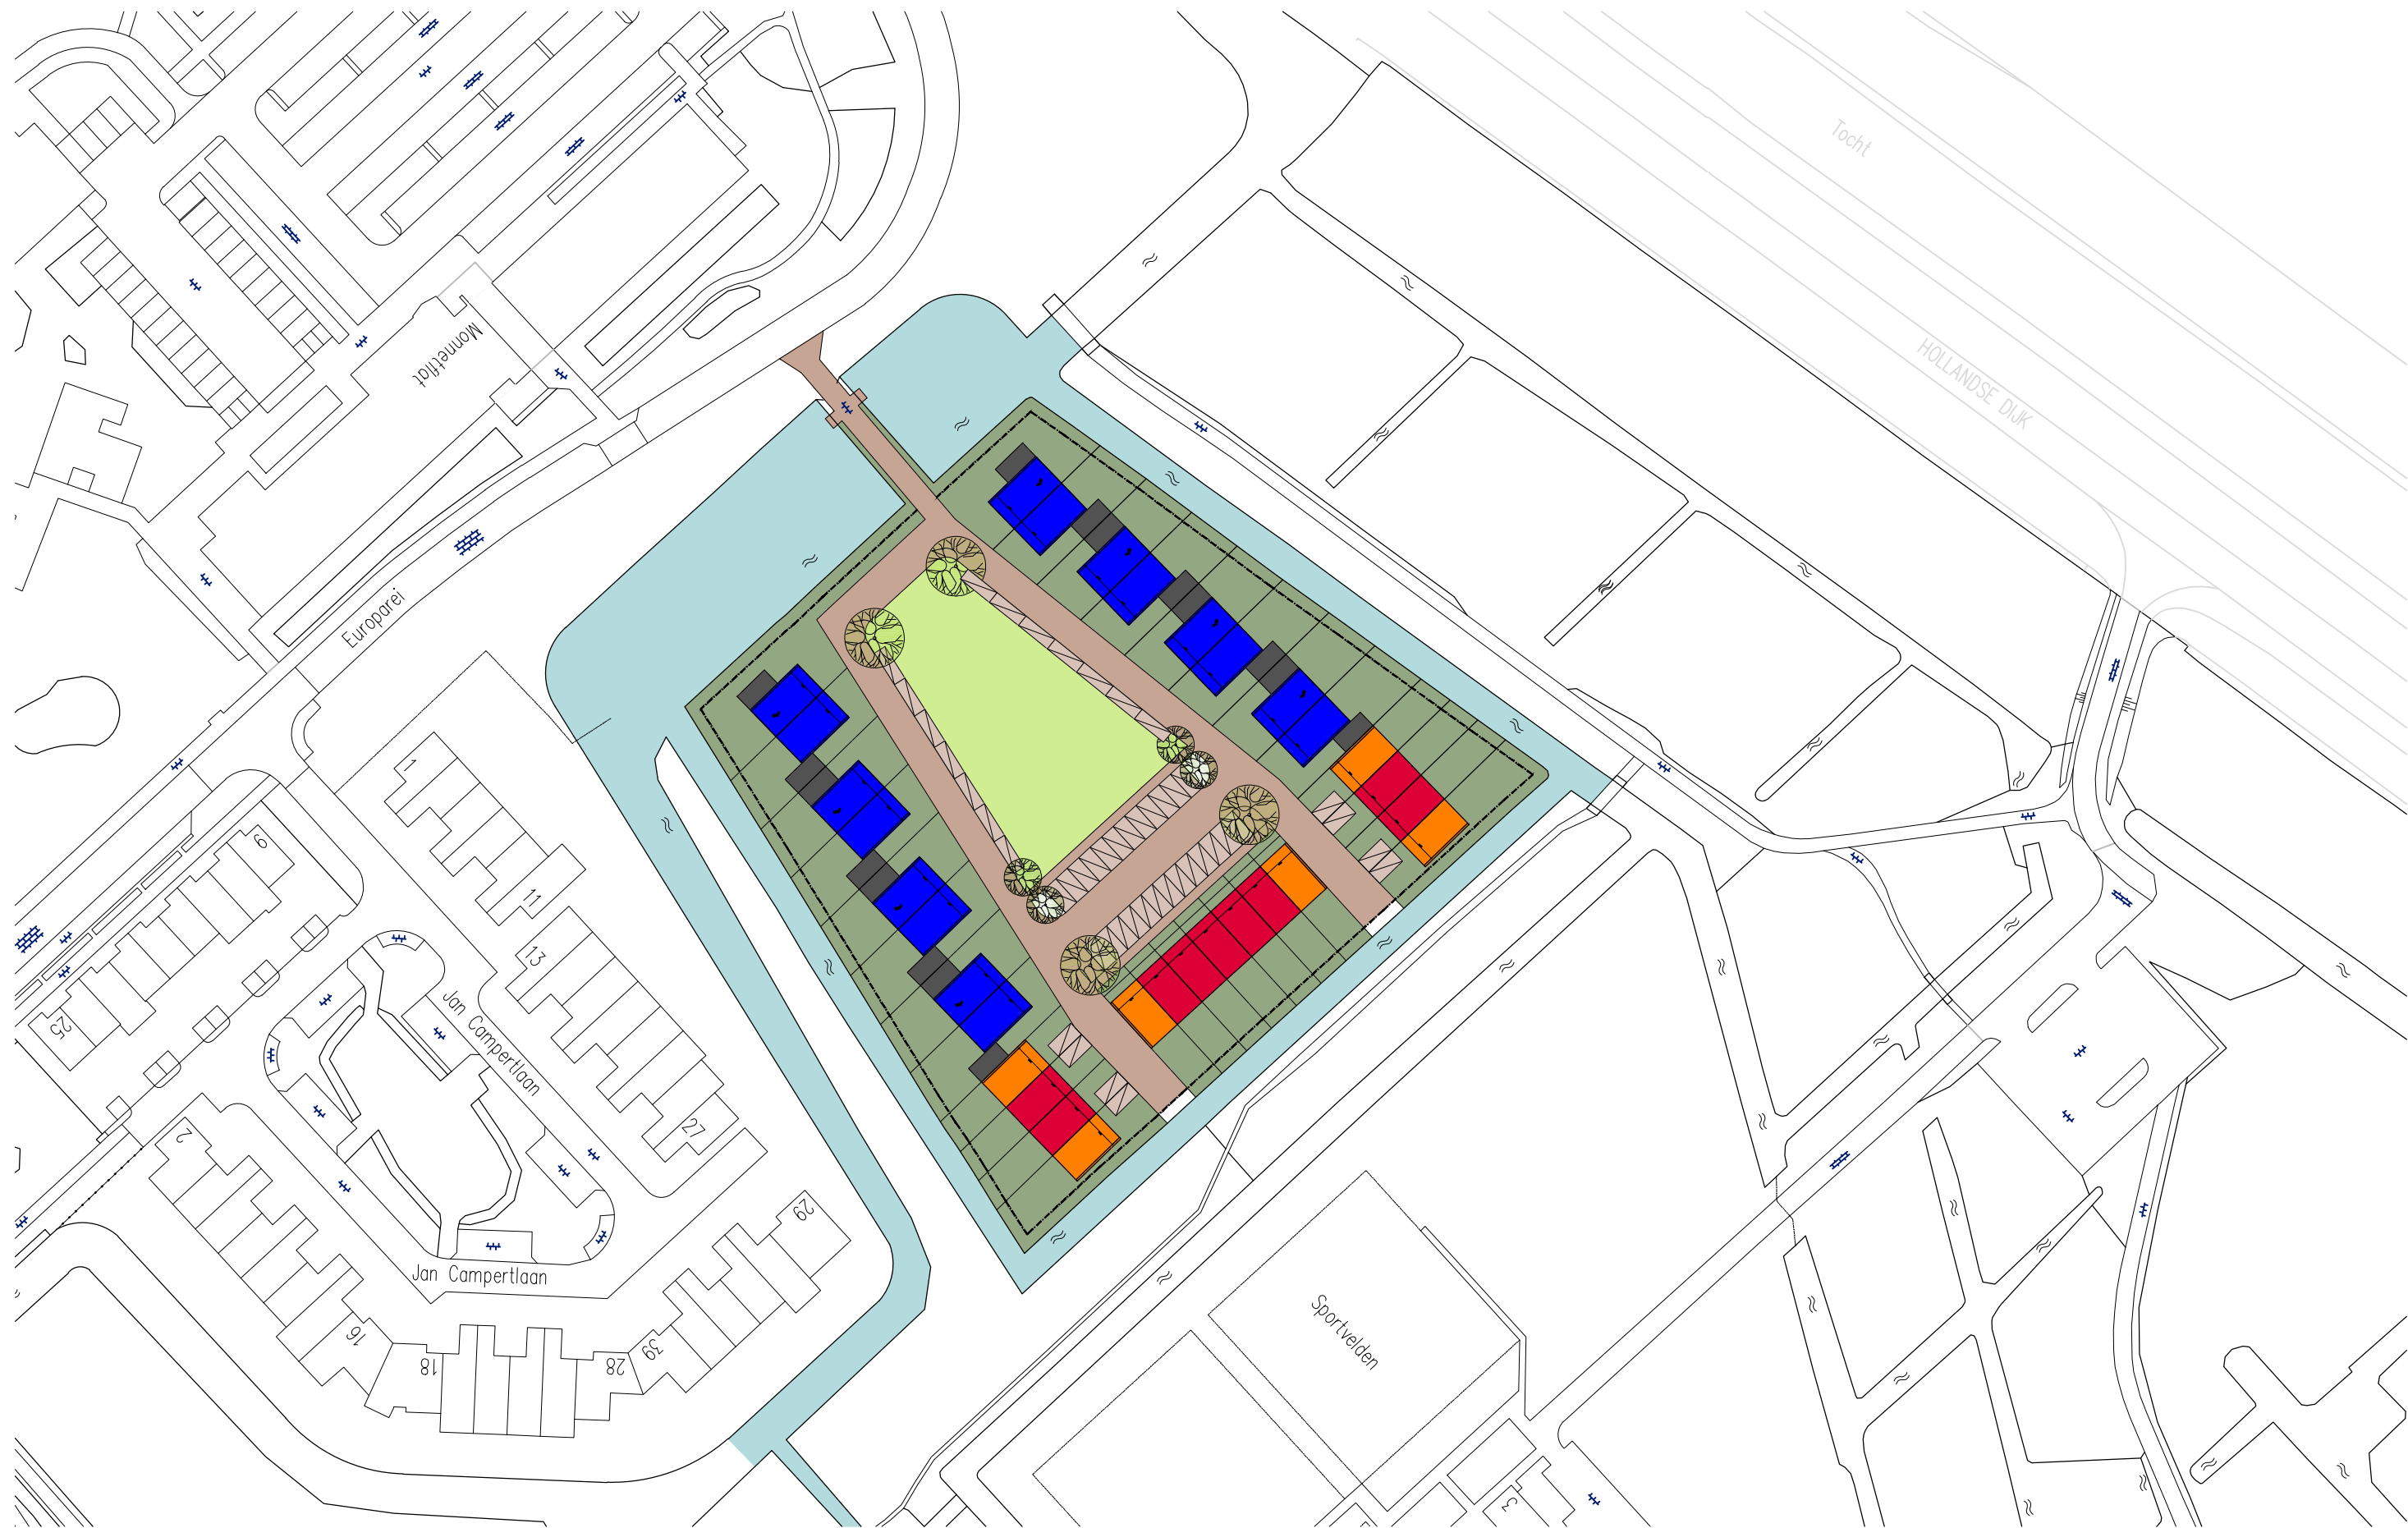 Tocht
HOLLANDSE DIJK
Monnetflat
Europarei
1
9
11
13
25
Jan Campertlaan
27
2
29
Jan Campertlaan
16
18
28
39
Sportvelden
3